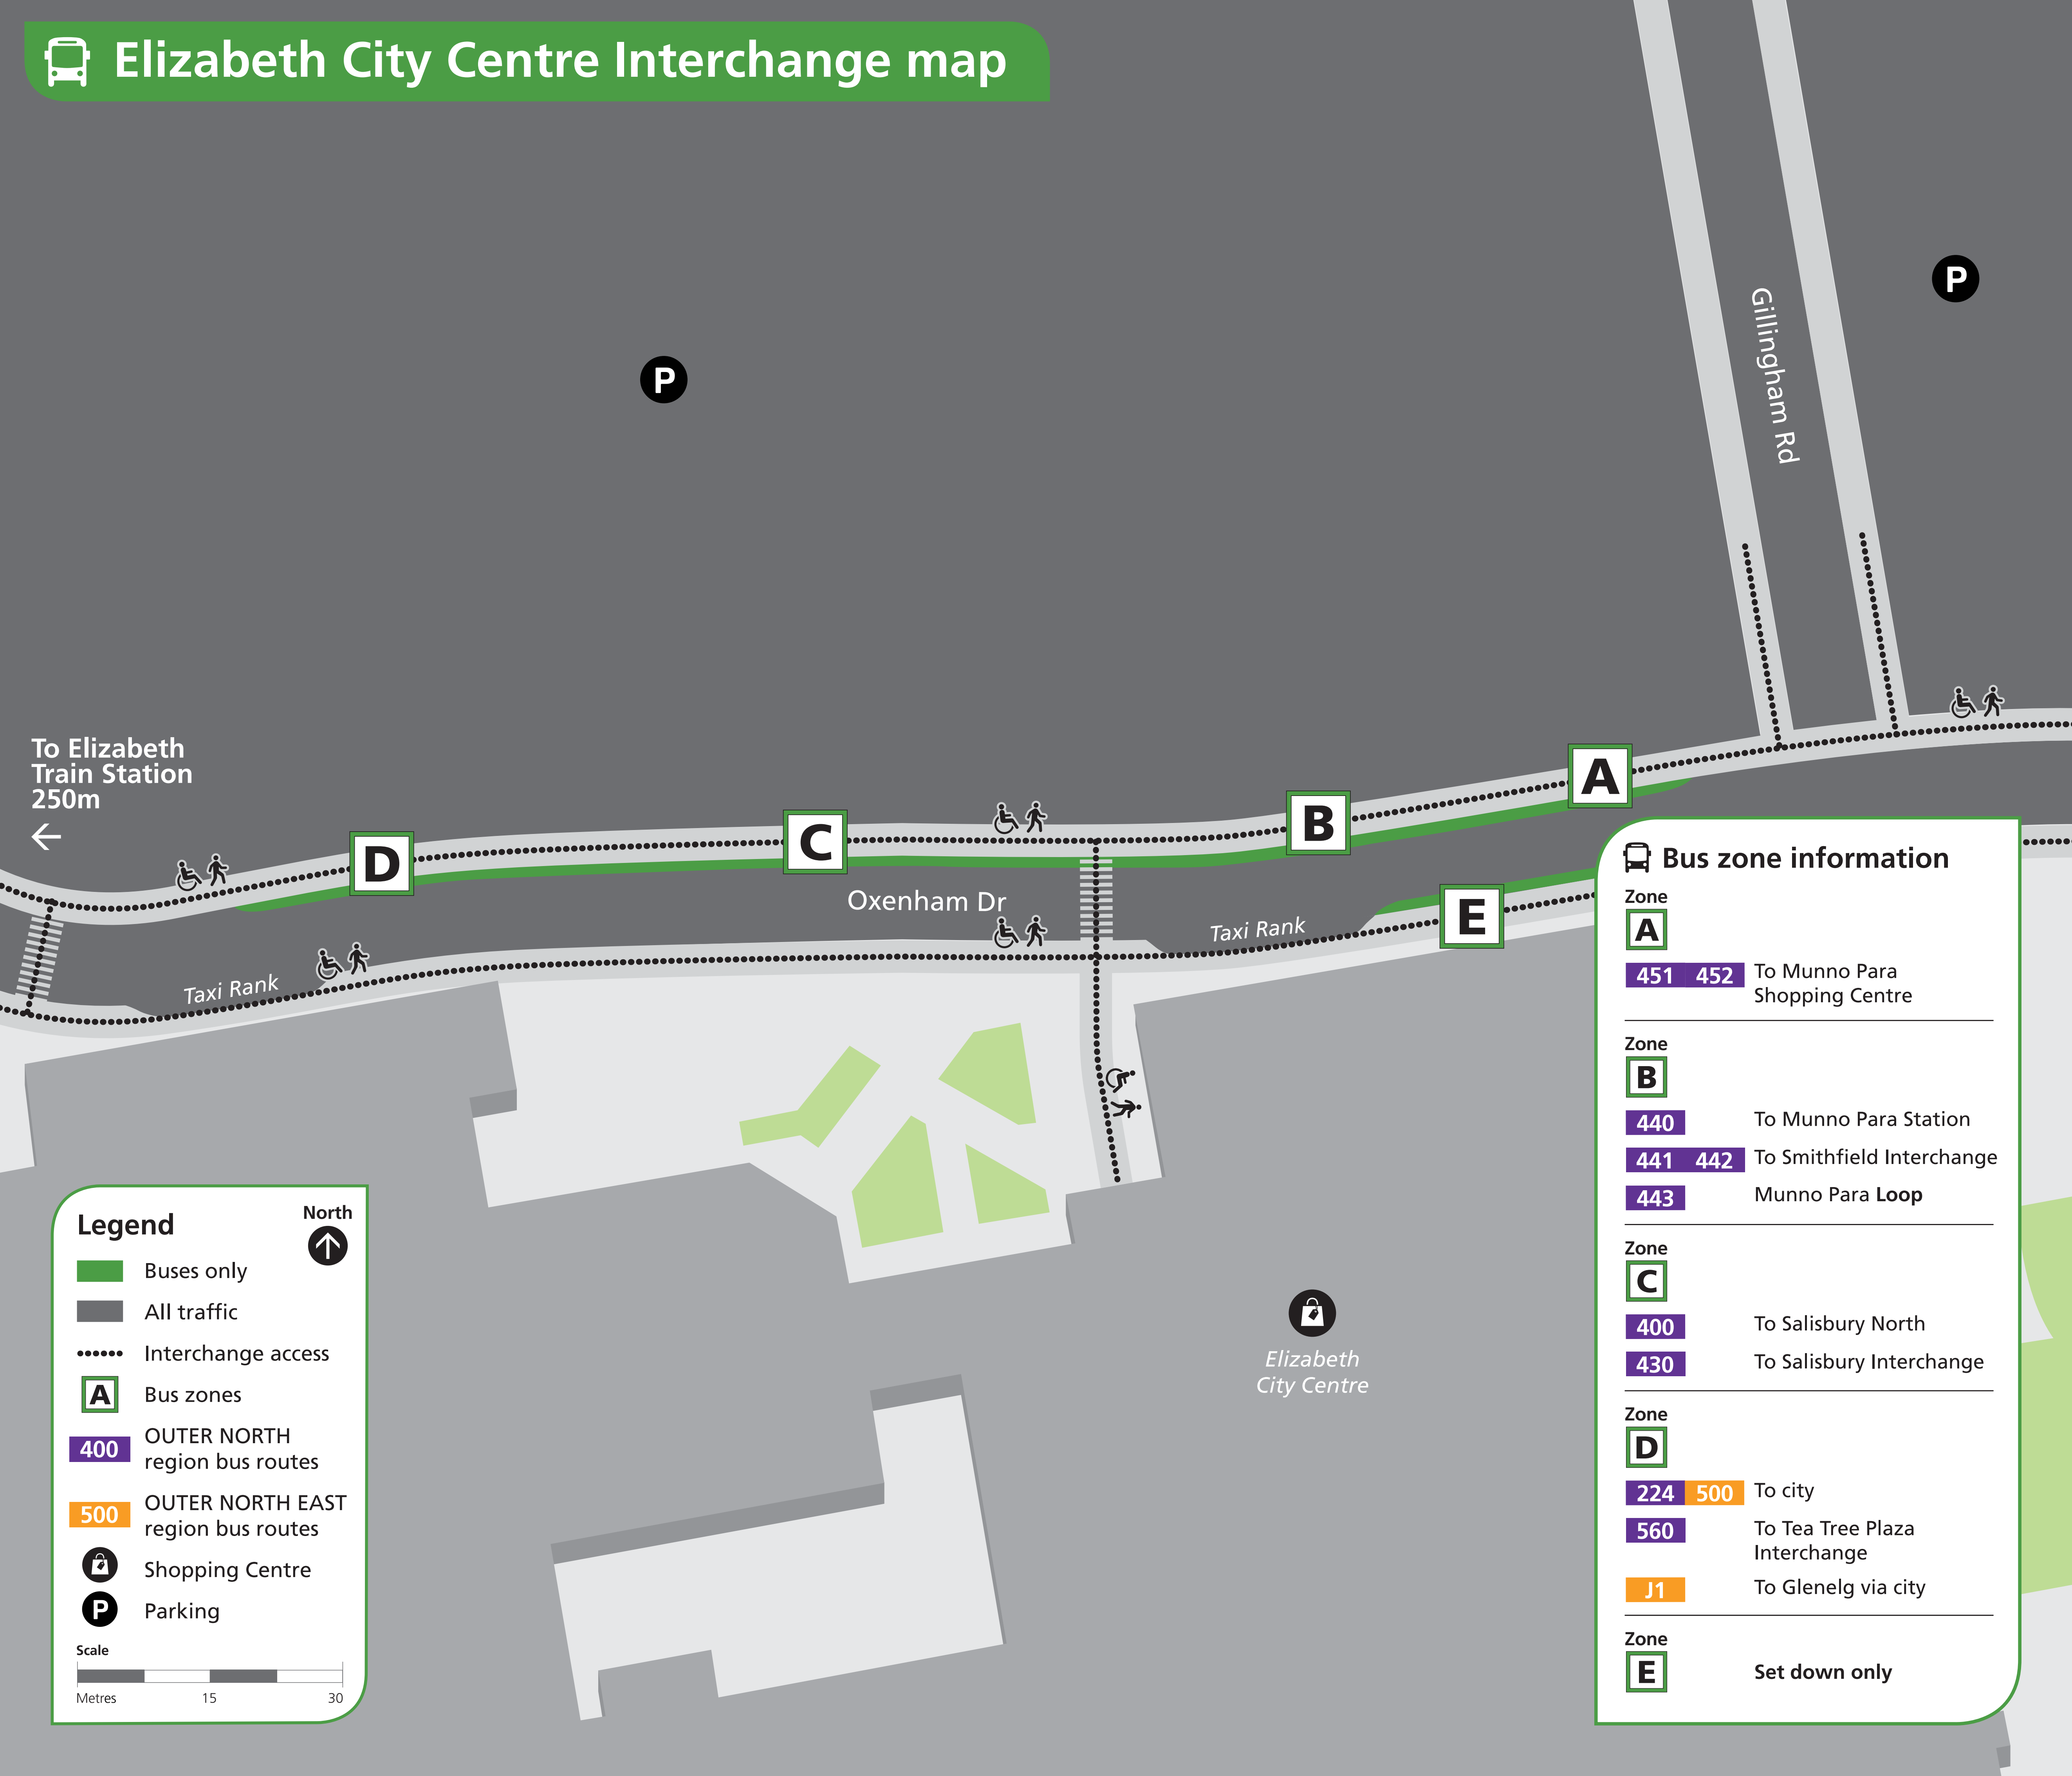 Elizabeth City Centre Interchange map
P
P
Gillingham Rd
To Elizabeth
Train Station
250m
D
C
B
A
E
Oxenham Dr
Taxi Rank
Taxi Rank
Elizabeth
City Centre
Legend
North
Buses only
All traffic
Interchange access
A Bus zones
400 OUTER NORTH
region bus routes
500 OUTER NORTH EAST
region bus routes
Shopping Centre
P Parking
Scale
Metres 15 30
Bus zone information
Zone
A
451 452 To Munno Para
Shopping Centre
Zone
B
440 To Munno Para Station
441 442 To Smithfield Interchange
443 Munno Para Loop
Zone
C
400 To Salisbury North
430 To Salisbury Interchange
Zone
D
224 500 To city
560 To Tea Tree Plaza
Interchange
J1 To Glenelg via city
Zone
E Set down only